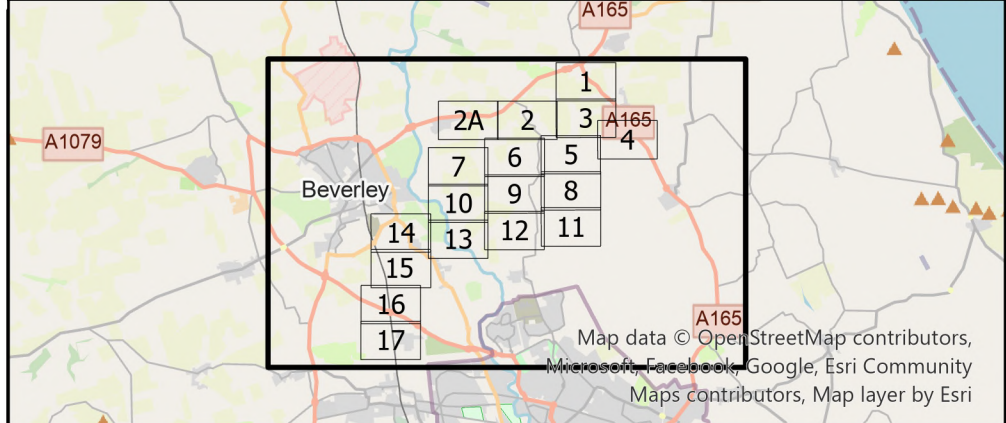 A165
1
2A
2
3
A165
4
A1079
7
6
5
Beverley
10
9
8
14
13
12
11
15
16
A165
17
Map data © OpenStreetMap contributors,
Microsoft, Facebook, Google, Esri Community
Maps contributors, Map layer by Esri